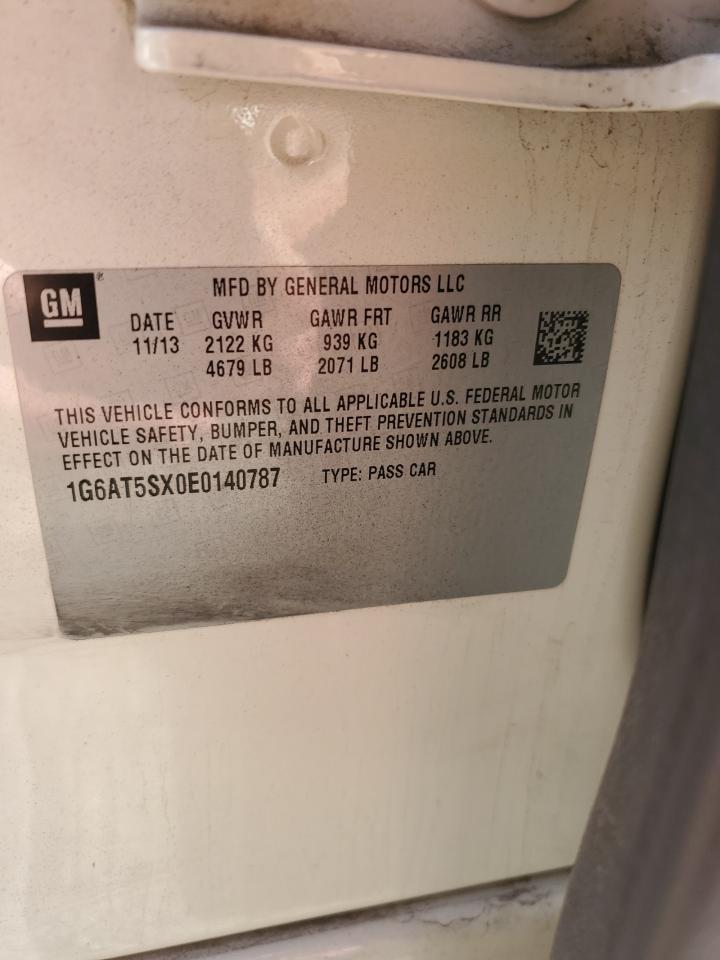 GM ®
MFD BY GENERAL MOTORS LLC
DATE GVWR GAWR FRT GAWR RR
11/13 2122 KG 939 KG 1183 KG
4679 LB 2071 LB 2608 LB
THIS VEHICLE CONFORMS TO ALL APPLICABLE U.S. FEDERAL MOTOR
VEHICLE SAFETY, BUMPER, AND THEFT PREVENTION STANDARDS IN
EFFECT ON THE DATE OF MANUFACTURE SHOWN ABOVE.
1G6AT5SX0E0140787 TYPE: PASS CAR